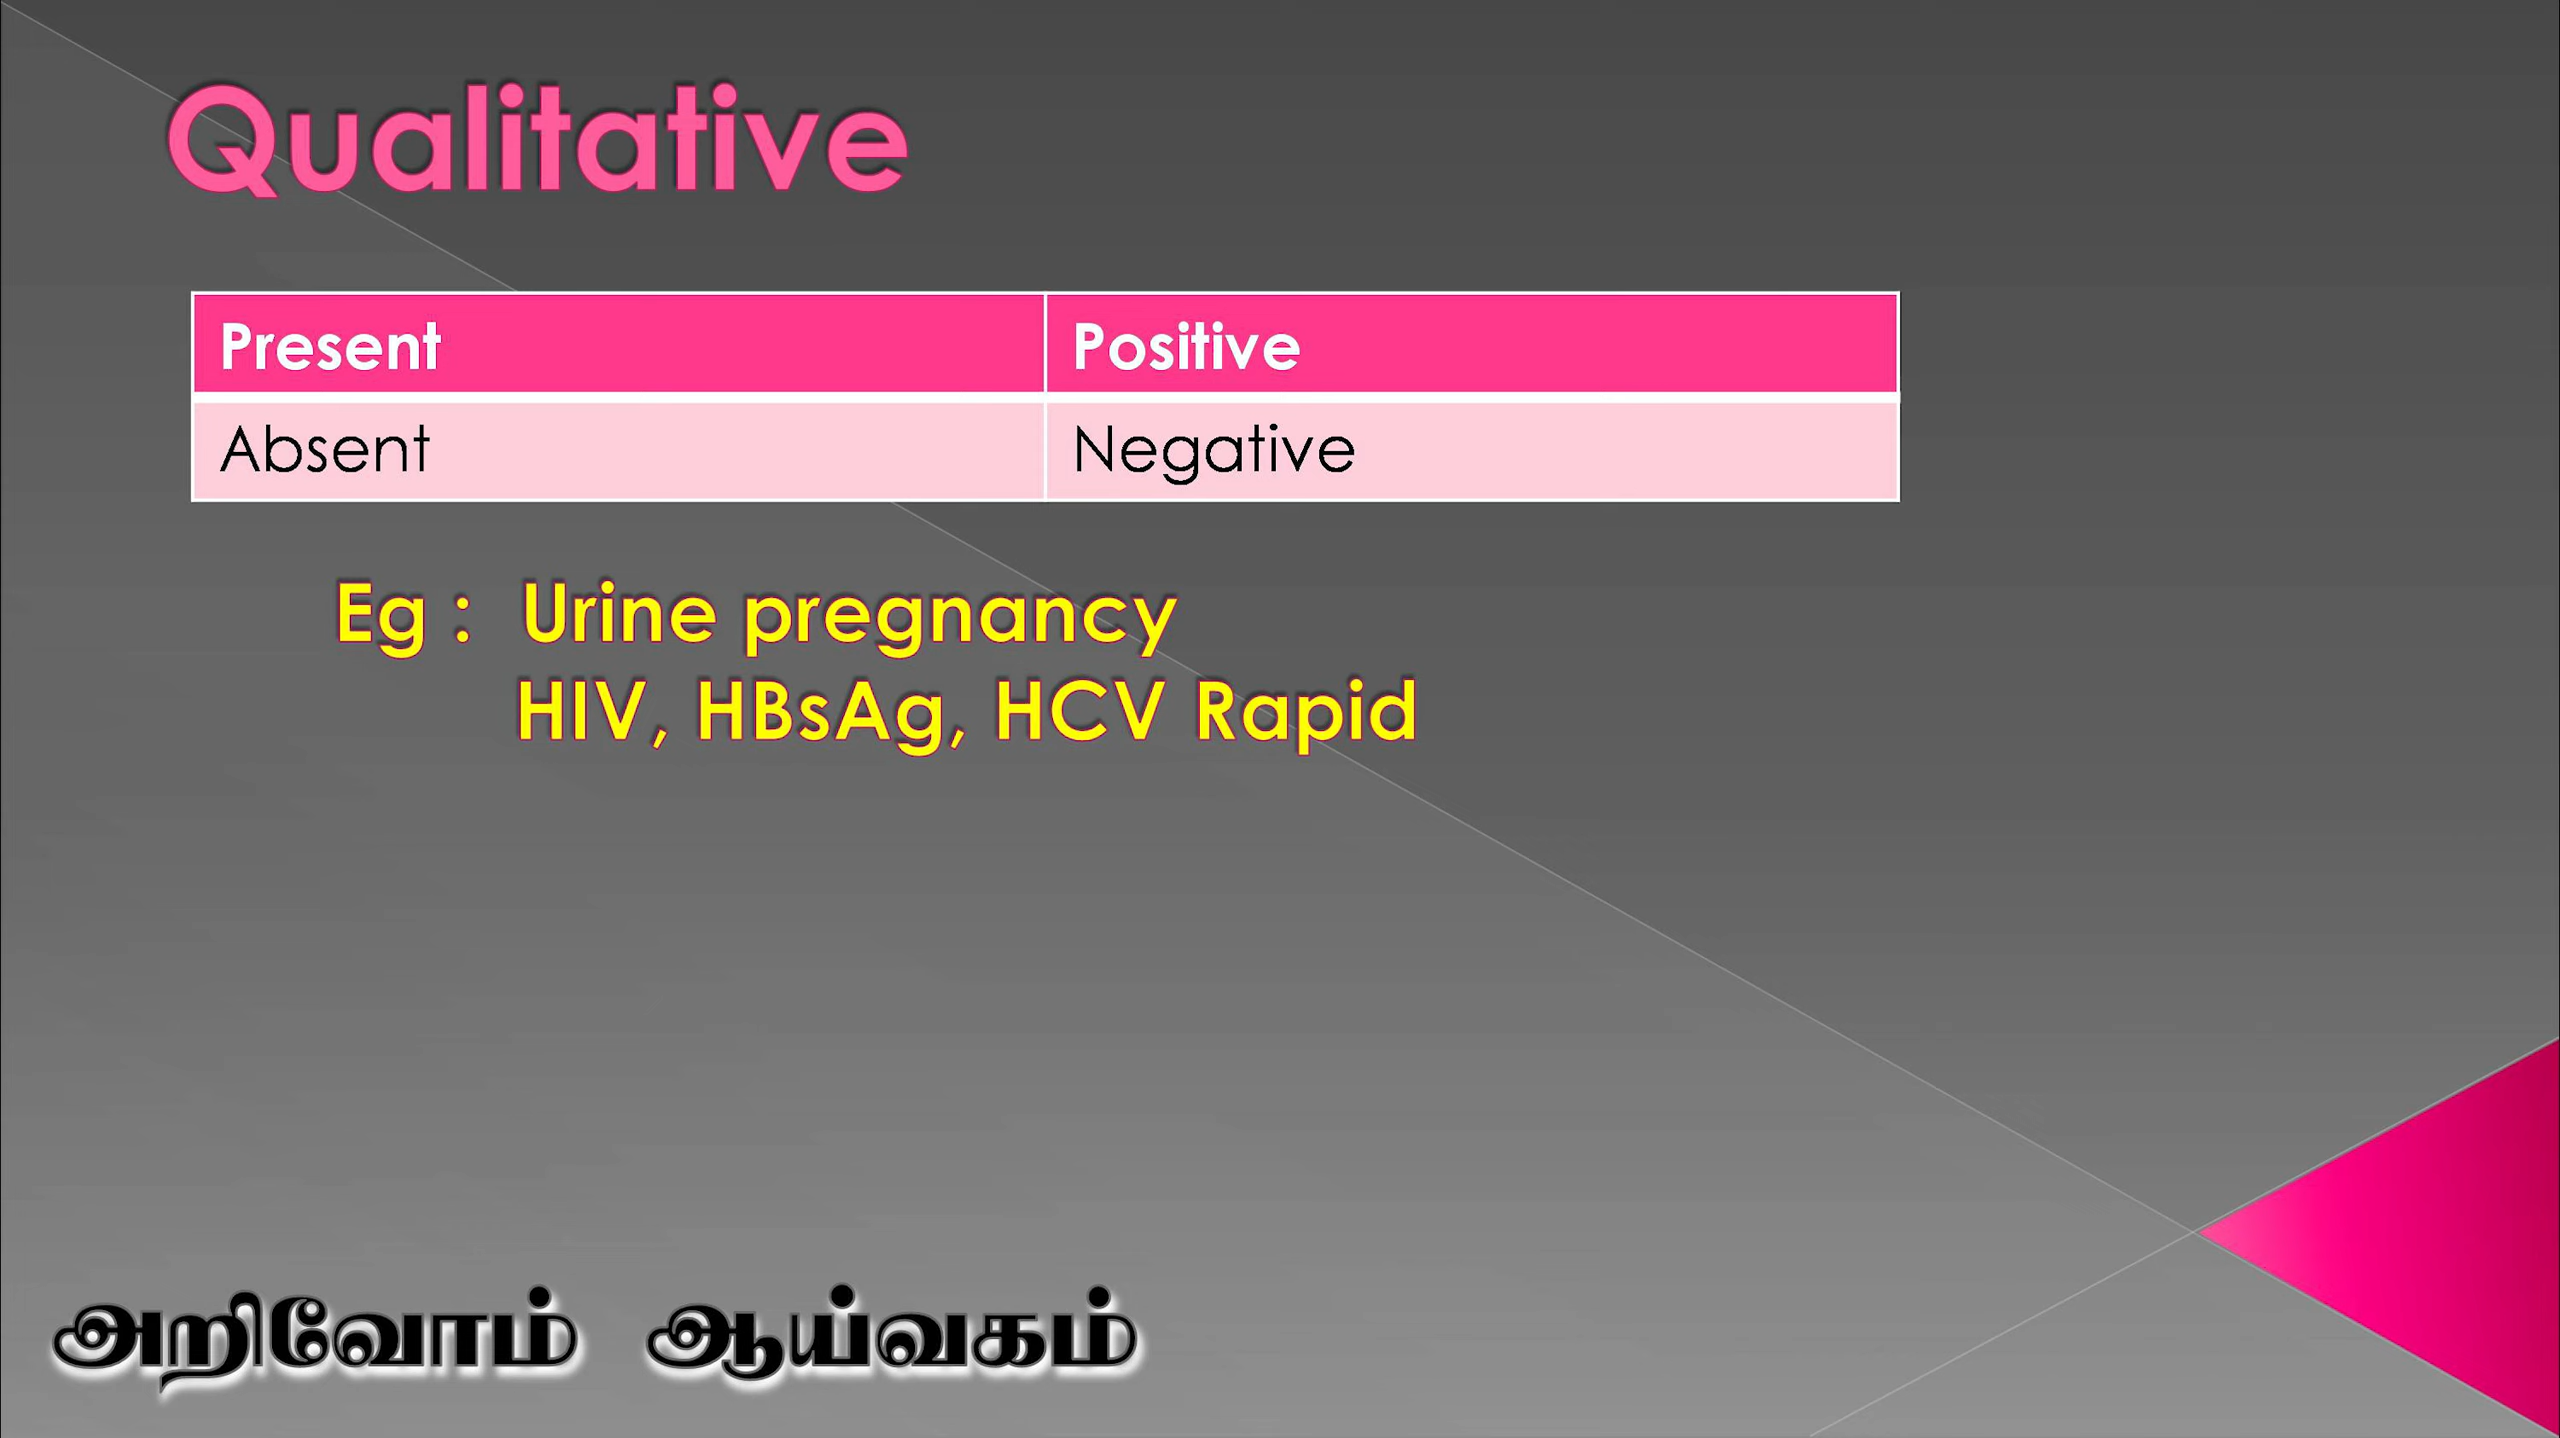 Qualitative
Present Positive
Absent Negative
Eg : Urine pregnancy
HIV, HBsAg, HCV Rapid
அறிவோம் ஆய்வகம்